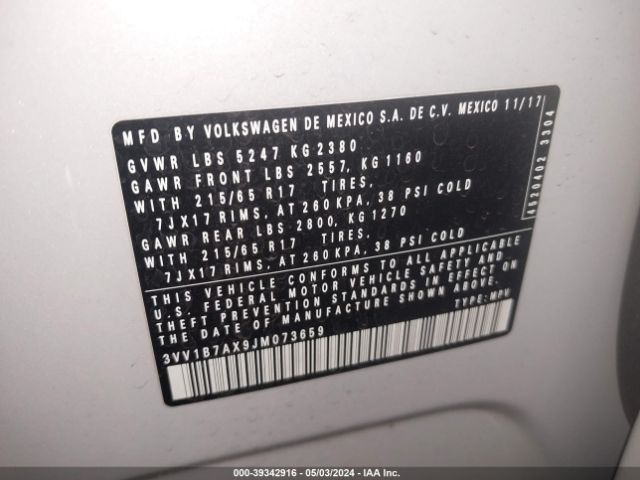 MFD BY VOLKSWAGEN DE MEXICO S.A. DE C.V. MEXICO 11/17
GVWR LBS 5247 KG 2380
GAWR FRONT LBS 2557, KG 1160
WITH 215/65 R17 TIRES,
7JX17 RIMS, AT 260KPA, 38 PSI COLD
GAWR REAR LBS 2800, KG 1270
WITH 215/65 R17 TIRES,
7JX17 RIMS, AT 260KPA, 38 PSI COLD
THIS VEHICLE CONFORMS TO ALL APPLICABLE
U.S. FEDERAL MOTOR VEHICLE SAFETY AND
THEFT PREVENTION STANDARDS IN EFFECT ON
THE DATE OF MANUFACTURE SHOWN ABOVE.
3VV1B7AX9JM073659 TYPE: MPV
4520402 3304
000-39342916 - 05/03/2024 - IAA Inc.